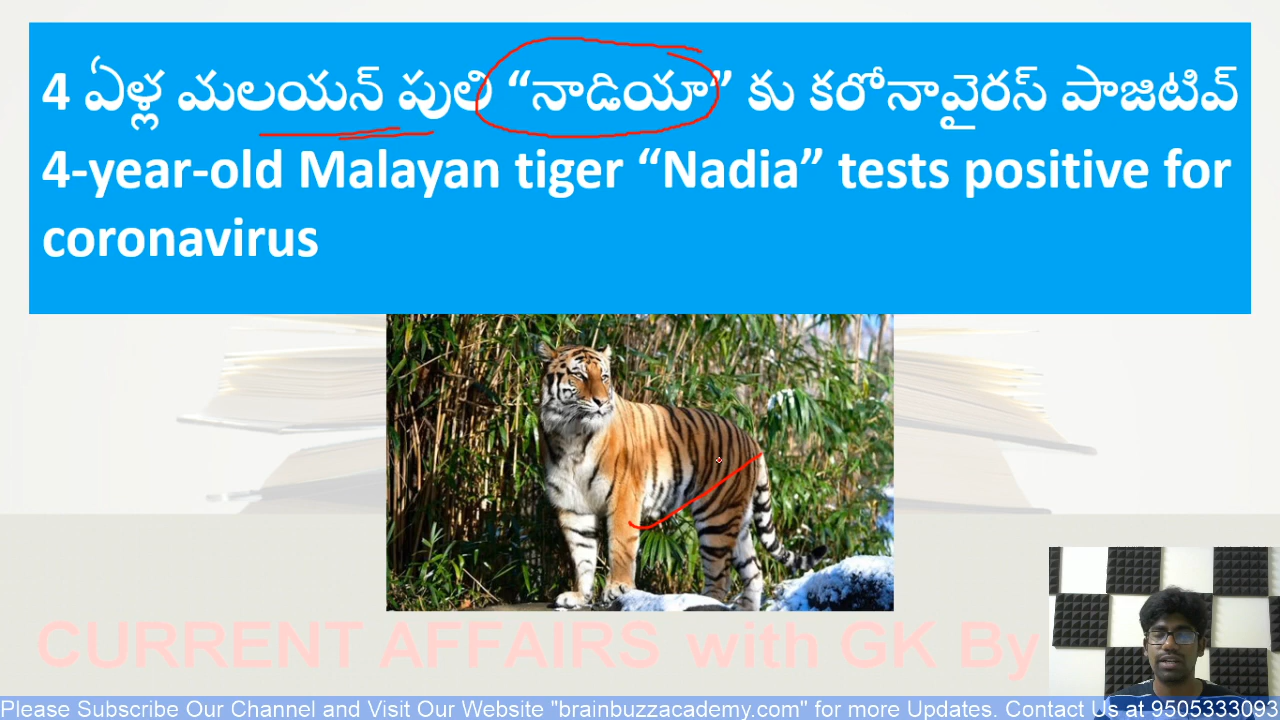 4 ఏళ్ల మలయన్ పులి “నాడియా” కు కరోనావైరస్ పాజిటివ్
4-year-old Malayan tiger “Nadia” tests positive for
coronavirus
CURRENT AFFAIRS with GK By
Please Subscribe Our Channel and Visit Our Website "brainbuzzacademy.com" for more Updates. Contact Us at 9505333093